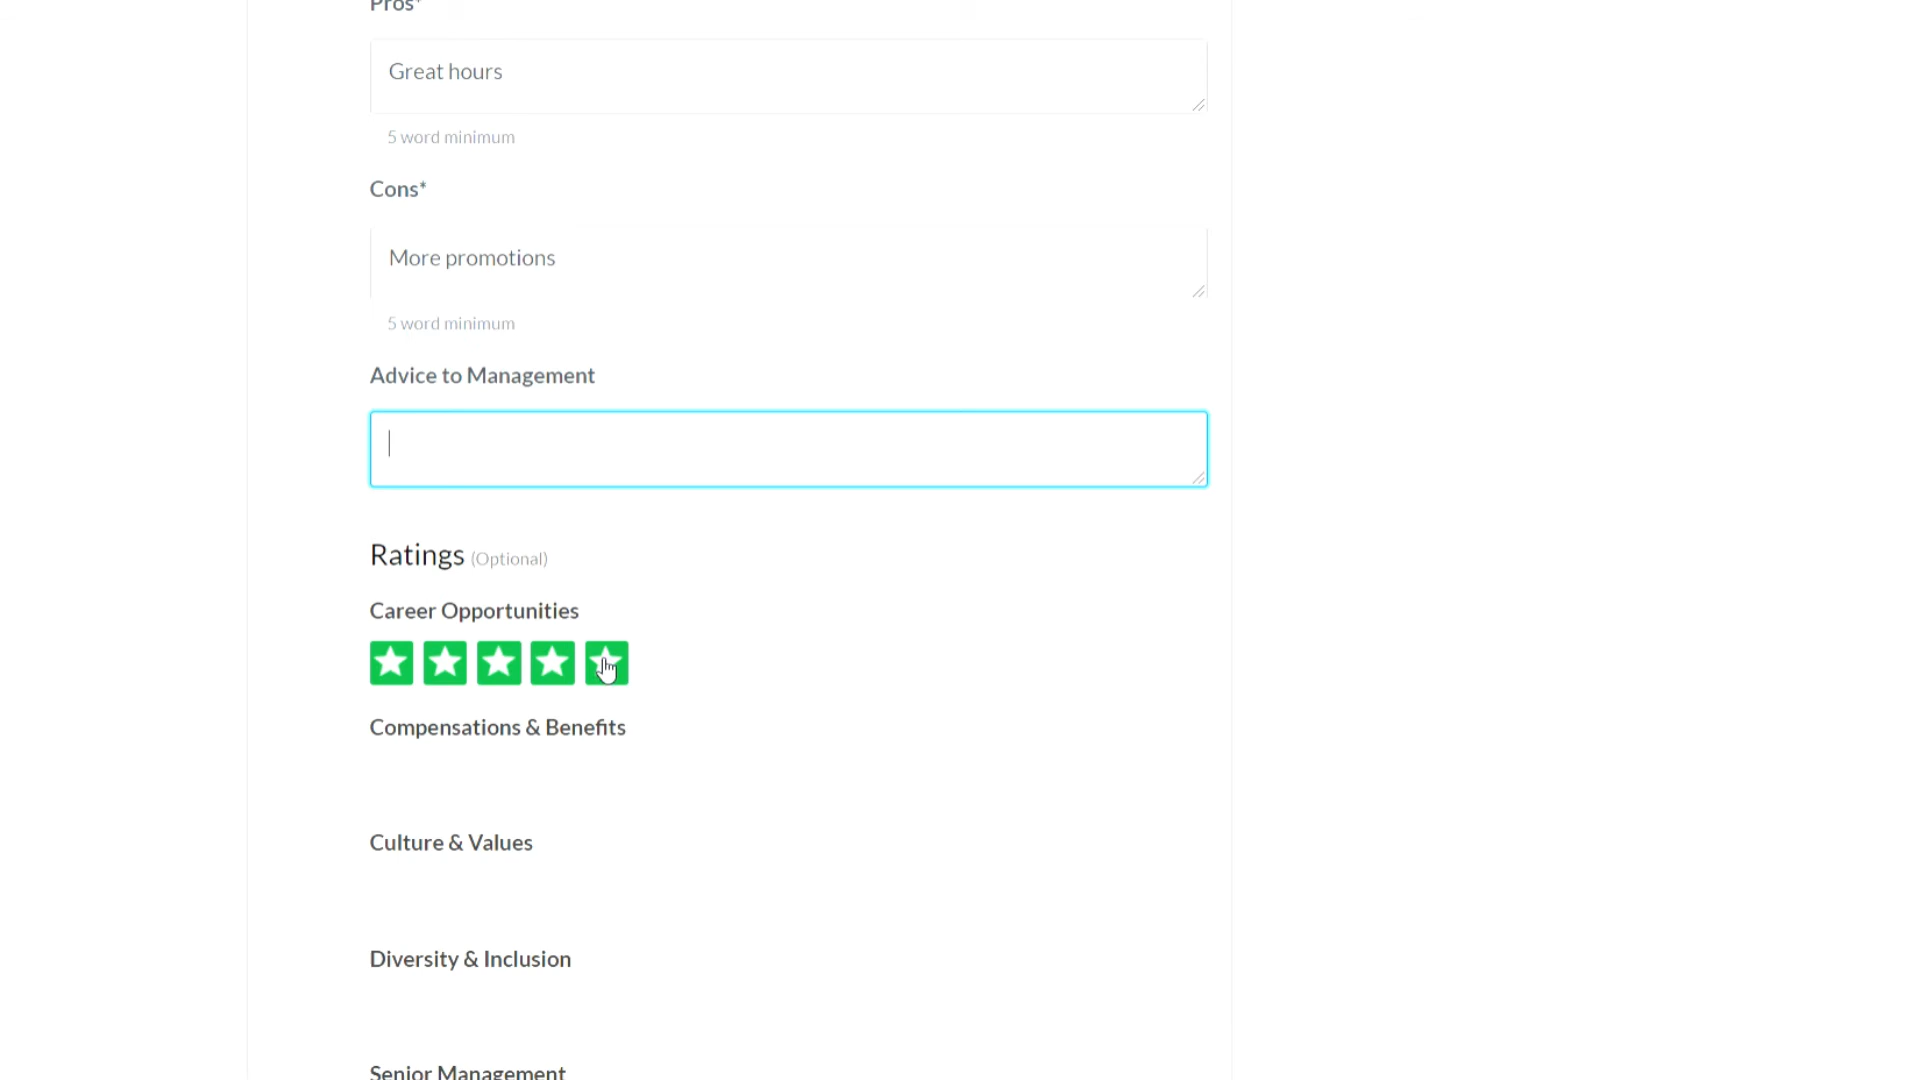 Pros*
Great hours
5 word minimum
Cons*
More promotions
5 word minimum
Advice to Management
Ratings (Optional)
Career Opportunities
Compensations & Benefits
Culture & Values
Diversity & Inclusion
Senior Management